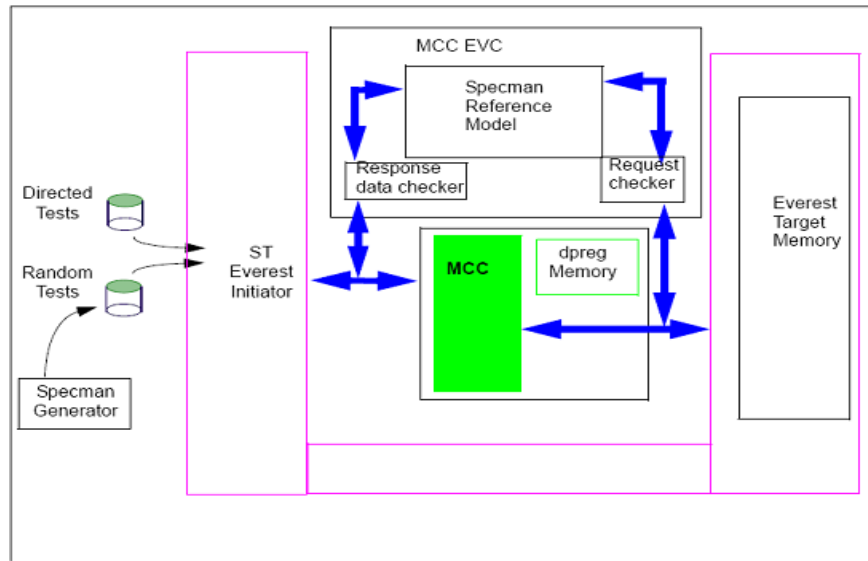 MCC EVC
Specman
Reference
Model
Response
data checker
Request
checker
Directed
Tests
Random
Tests
Specman
Generator
ST
Everest
Initiator
MCC
dpreg
Memory
Everest
Target
Memory